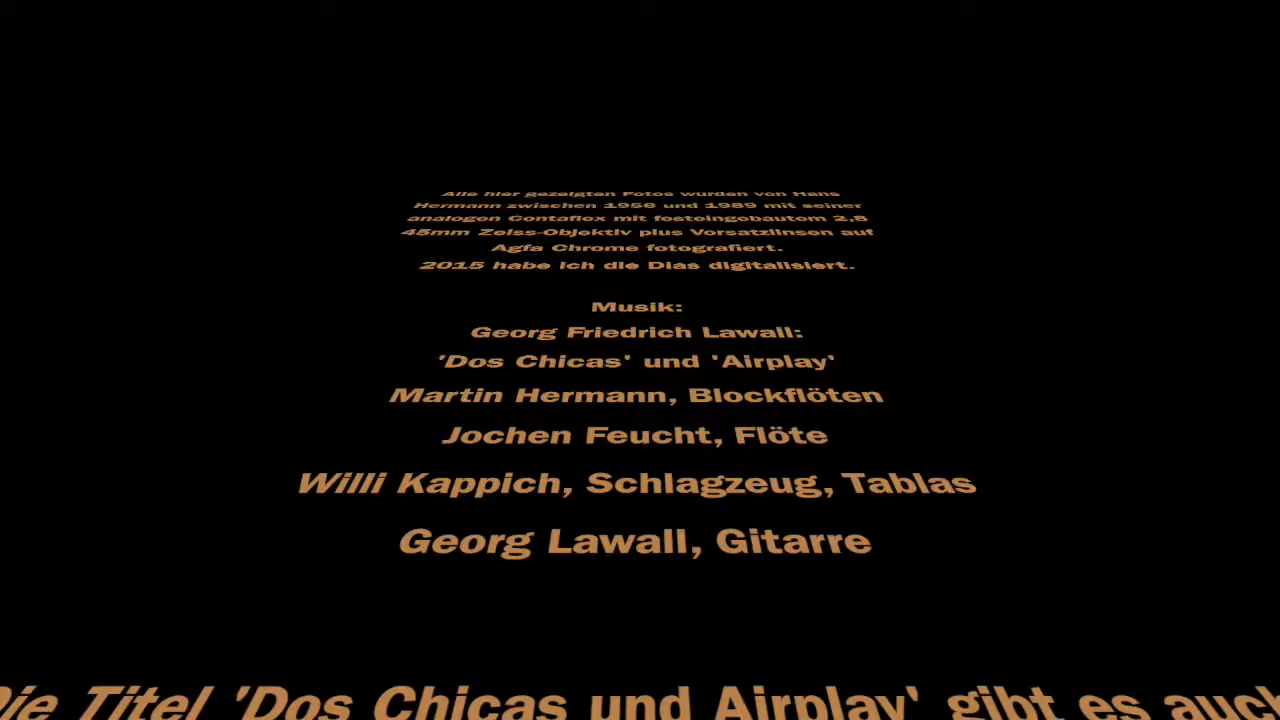 Alle hier gezeigten Fotos wurden von Hans
Hermann zwischen 1956 und 1989 mit seiner
analogen Contaflex mit festeingebautem 2,8
45mm Zeiss-Objektiv plus Vorsatzlinsen auf
Agfa Chrome fotografiert.
2015 habe ich die Dias digitalisiert.
Musik:
Georg Friedrich Lawall:
'Dos Chicas' und 'Airplay'
Martin Hermann, Blockflöten
Jochen Feucht, Flöte
Willi Kappich, Schlagzeug, Tablas
Georg Lawall, Gitarre
Die Titel 'Dos Chicas und Airplay' gibt es auch